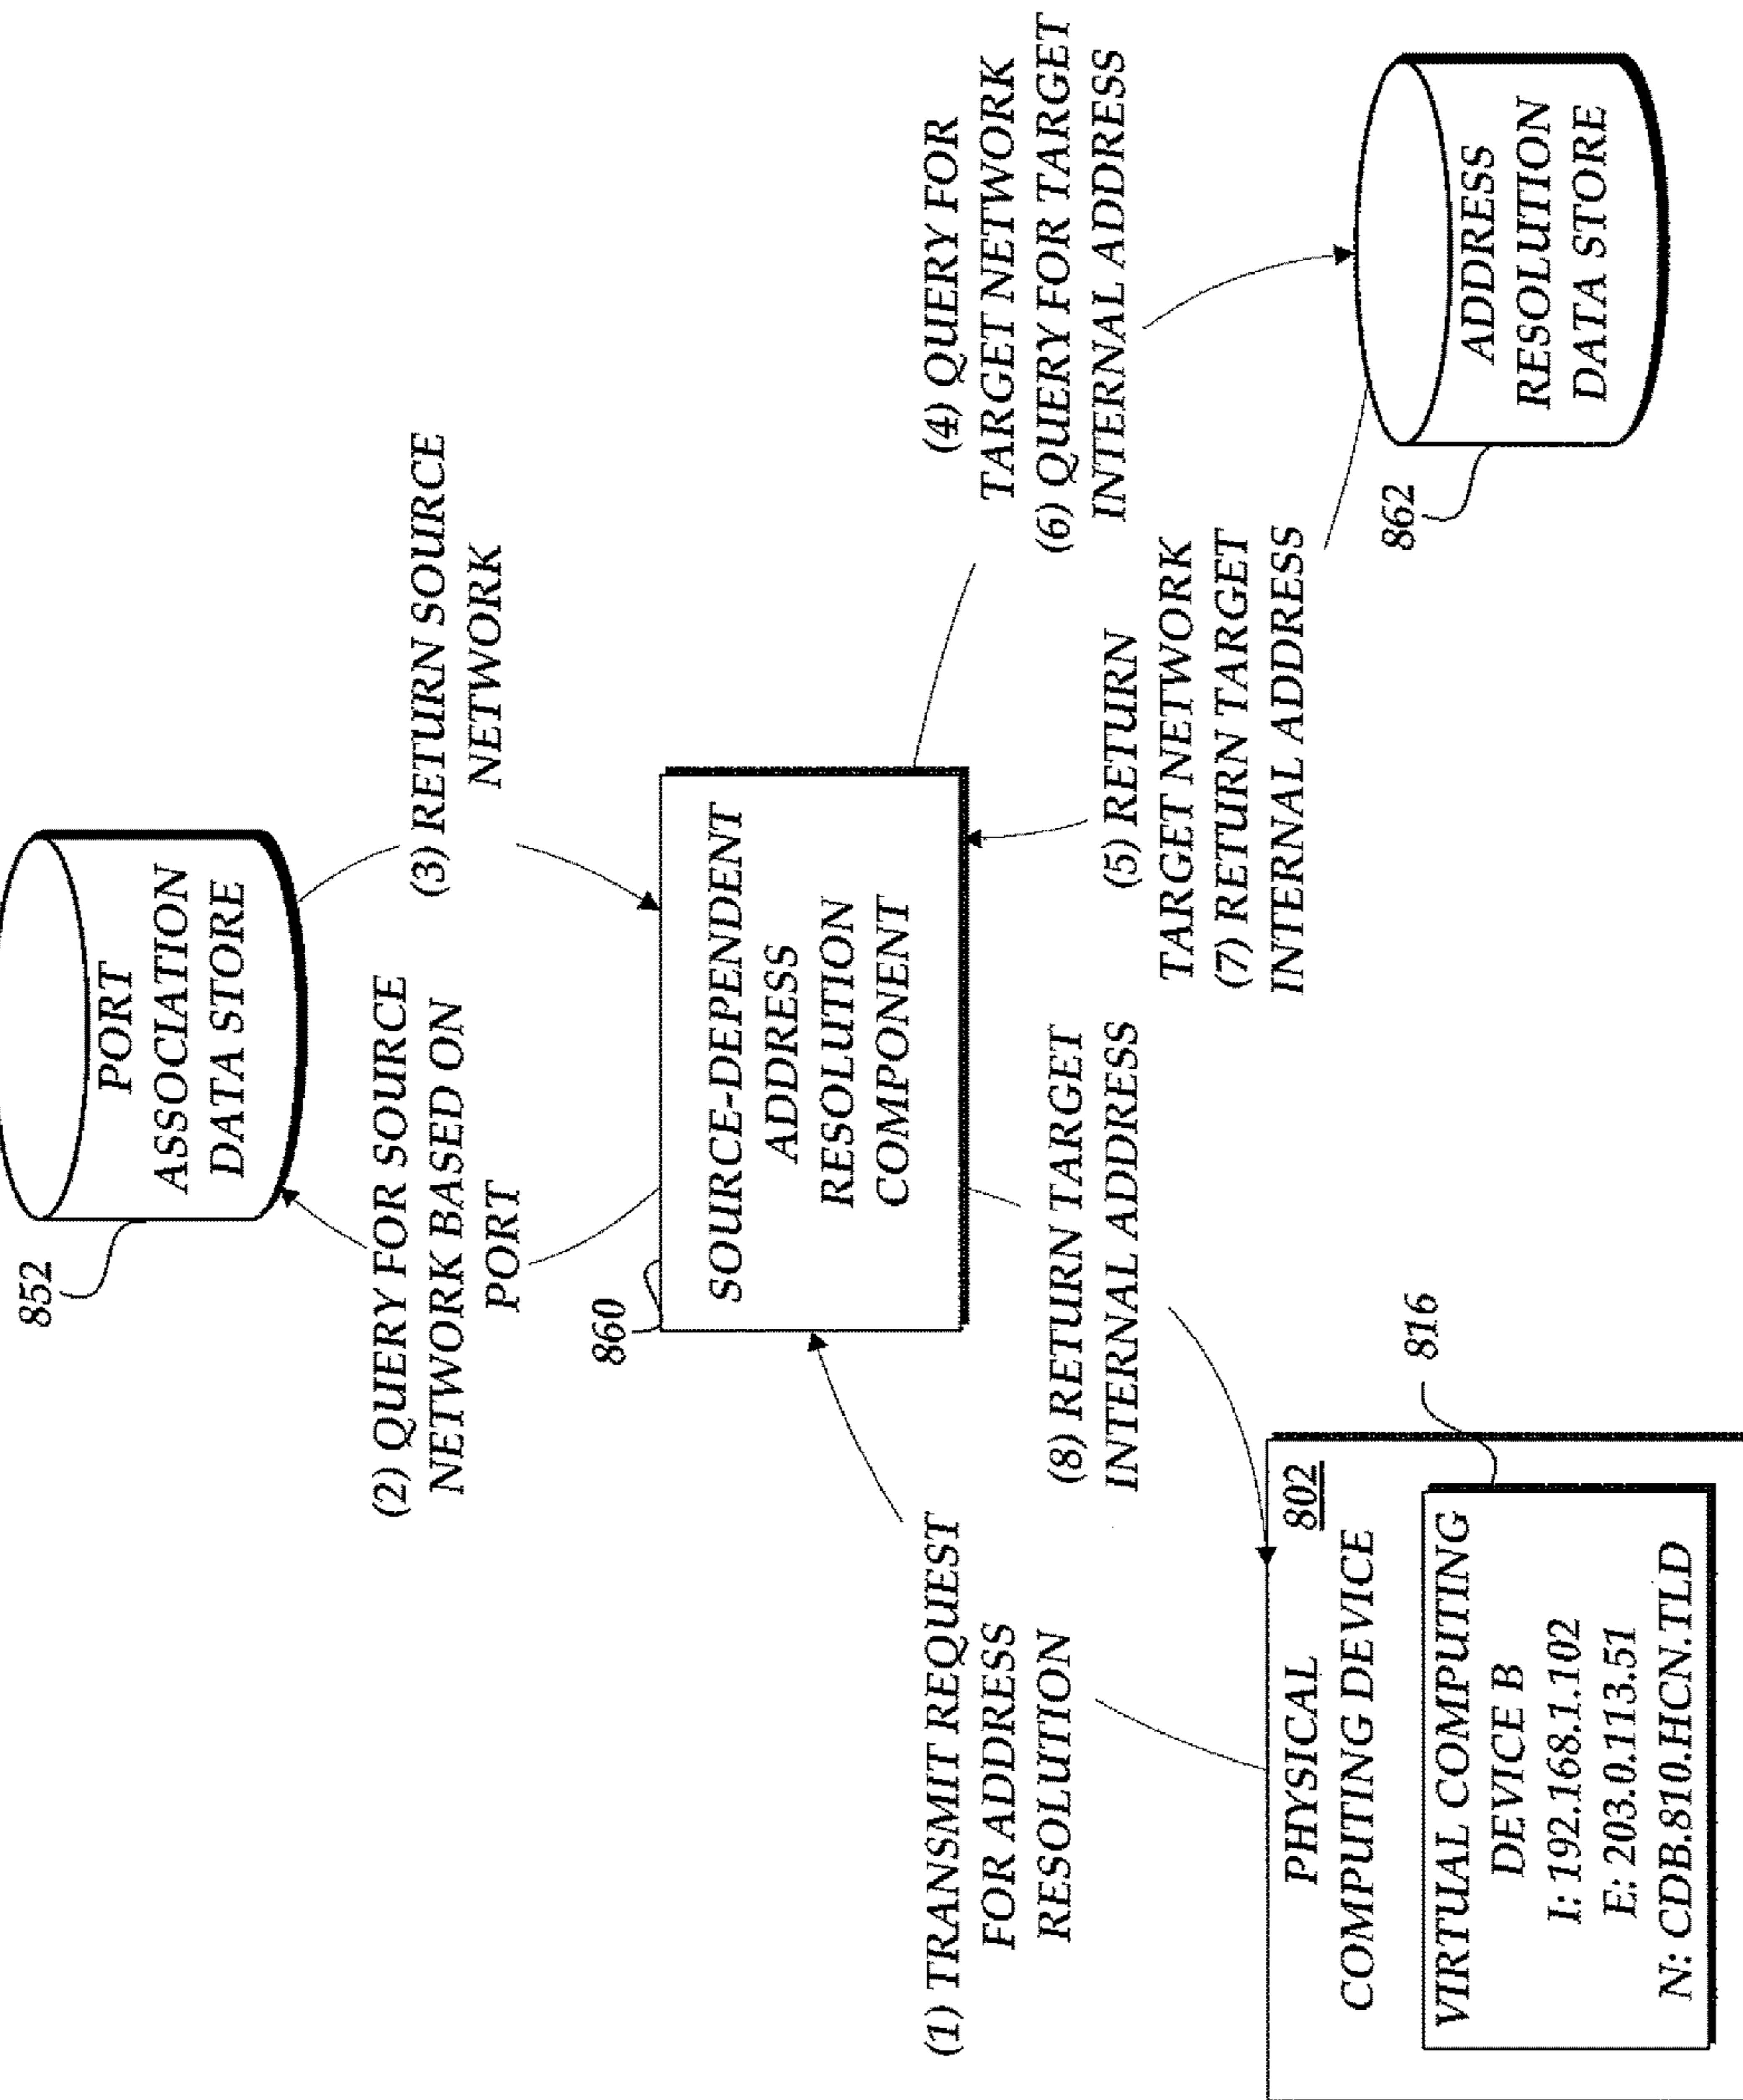 852
PORT
ASSOCIATION
DATA STORE
(2) QUERY FOR SOURCE
NETWORK BASED ON
PORT
(3) RETURN SOURCE
NETWORK
860
SOURCE-DEPENDENT
ADDRESS
RESOLUTION
COMPONENT
(1) TRANSMIT REQUEST
FOR ADDRESS
RESOLUTION
(8) RETURN TARGET
INTERNAL ADDRESS
(4) QUERY FOR
TARGET NETWORK
(6) QUERY FOR TARGET
INTERNAL ADDRESS
(5) RETURN
TARGET NETWORK
(7) RETURN TARGET
INTERNAL ADDRESS
PHYSICAL
COMPUTING DEVICE
802
816
VIRTUAL COMPUTING
DEVICE B
I: 192.168.1.102
E: 203.0.113.51
N: CDB.810.HCN.TLD
862
ADDRESS
RESOLUTION
DATA STORE